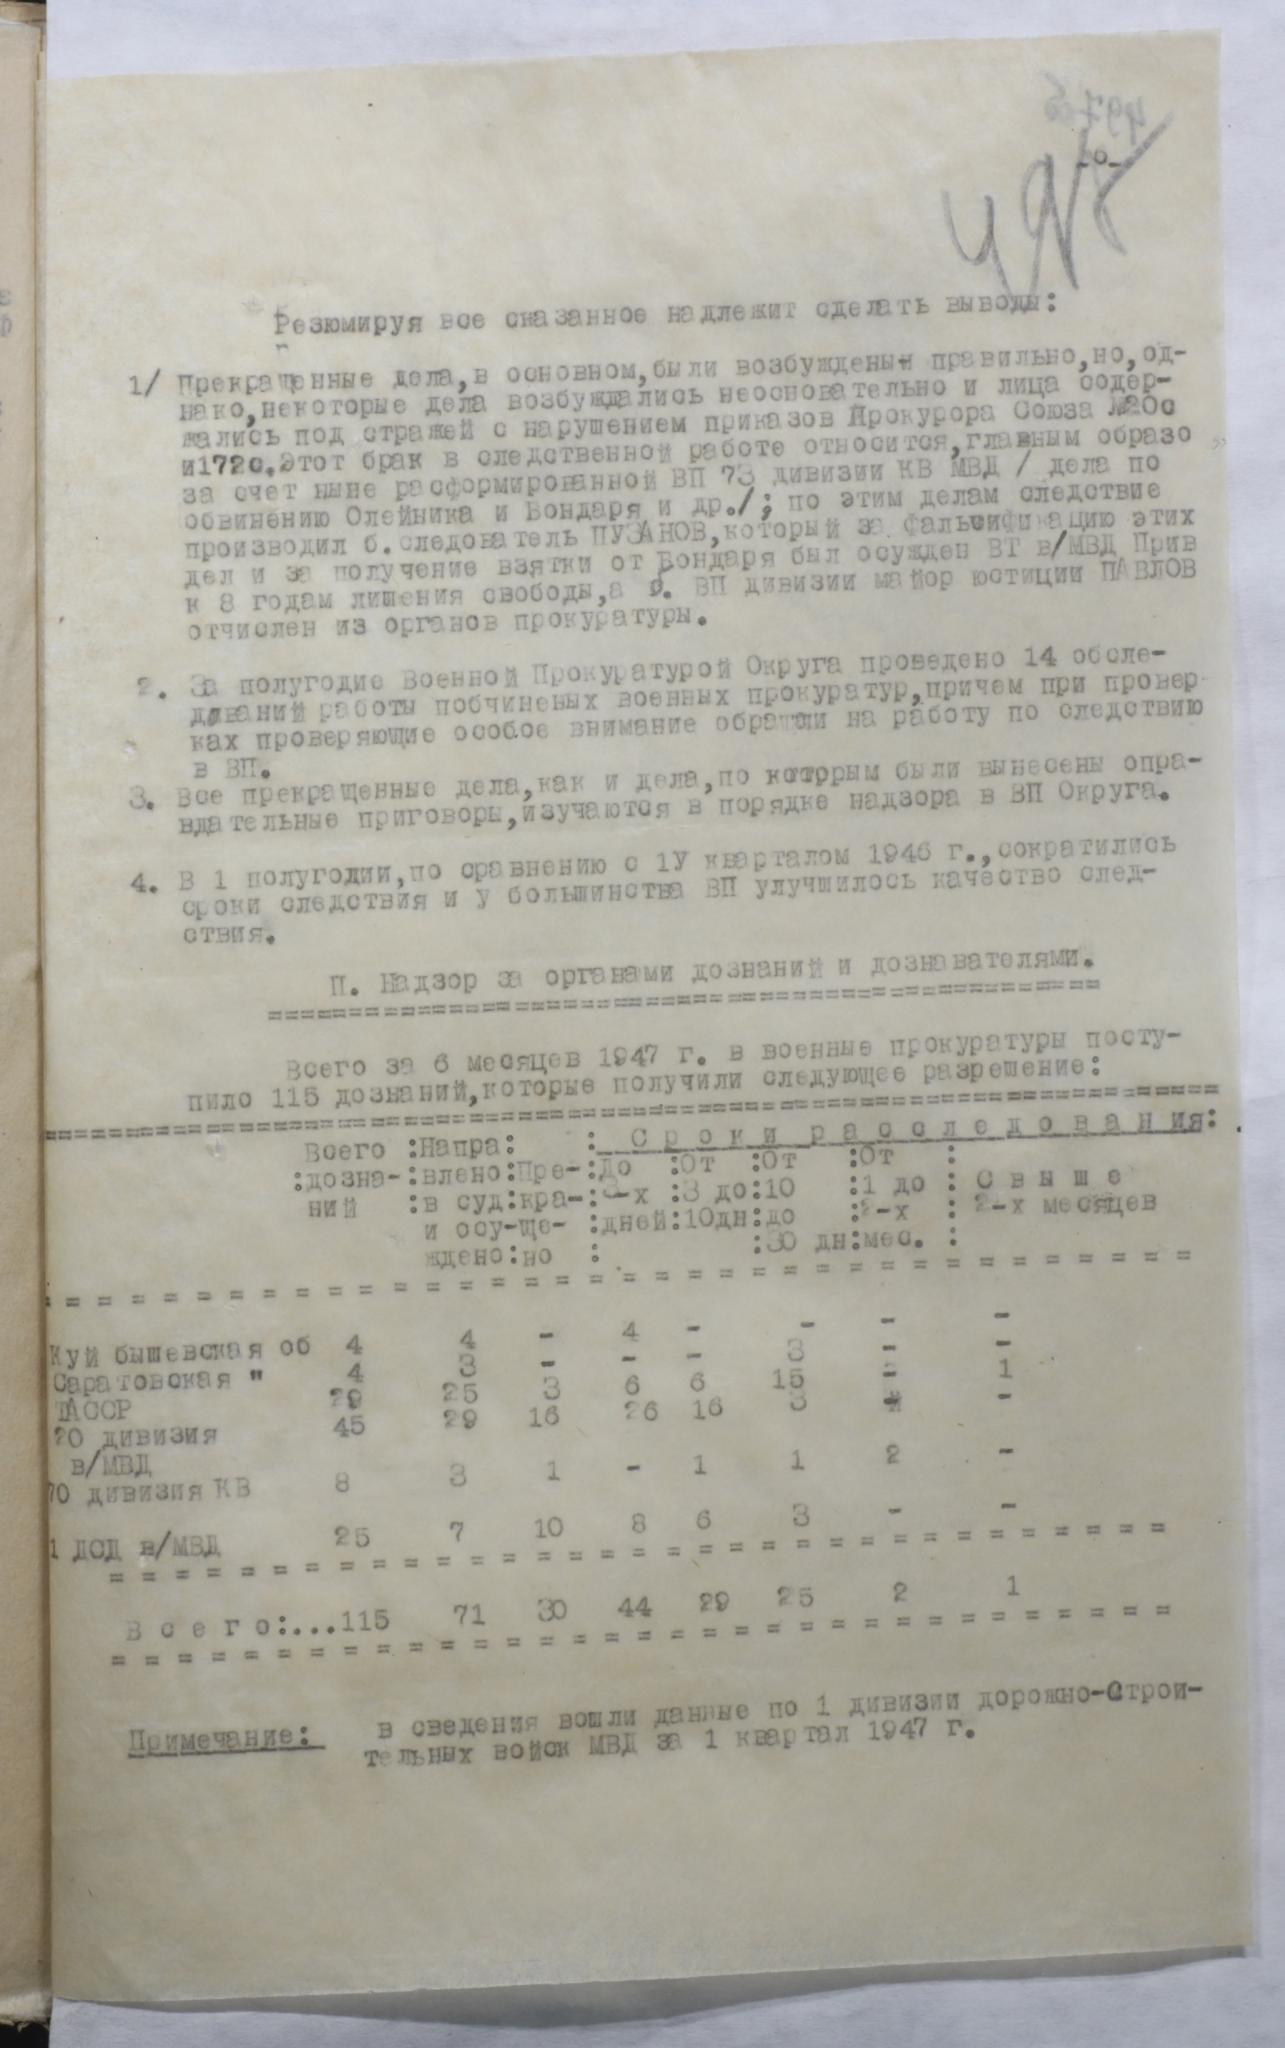 498
Резюмируя все сказанное надлежит сделать выводы:
1/ Прекращенные дела,в основном,были возбуждены правильно,но,од-
нако,некоторые дела возбуждались неосновательно и лица содер-
жались под стражей с нарушением приказов Прокурора Союза №20с
и172с.Этот брак в следственной работе относится,главным образо
за счет ныне расформированной ВП 73 дивизии КВ МВД / дела по
обвинению Олейника и Бондаря и др./; по этим делам следствие
производил б.следователь ПУЗАНОВ,который за фальсификацию этих
дел и за получение взятки от Бондаря был осужден ВТ в/МВД Прив
к 8 годам лишения свободы,а В. ВП дивизии майор юстиции ПАВЛОВ
отчислен из органов прокуратуры.
2. За полугодие Военной Прокуратурой Округа проведено 14 обсле-
дываний работы побчиненых военных прокуратур,причем при провер
ках проверяющие особое внимание обратли на работу по следствию
в ВП.
3. Все прекращенные дела,как и дела,по которым были вынесены опра-
вдательные приговоры,изучаются в порядке надзора в ВП Округа.
4. В 1 полугодии,по сравнению с 1У кварталом 1946 г.,сократились
сроки следствия и у большинства ВП улучшилось качество след-
ствия.
П. Надзор за органами дознаний и дознавателями.
Всего за 6 месяцев 1947 г. в военные прокуратуры посту-
пило 115 дознаний,которые получили следующее разрешение:
Всего :Напра: : С р о к и р а с с л е д о в а н и я:
:дозна-:влено:Пре-:До :От :От :От :
ний :в суд:кра-:3-х :3 до:10 :1 до : С в ы ш е
и осу-ще- :дней:10дн:до :2-х : 2-х месяцев
ждено:но : :30 дн:мес. :
Куйбышевская об 4 4 - 4 - - - -
Саратовская " 4 3 - - - 3 - -
ТАССР 29 25 3 6 6 15 - 1
20 дивизия 45 29 16 26 16 3 - -
в/МВД
70 дивизия КВ 8 3 1 - 1 1 2 -
1 ДСД в/МВД 25 7 10 8 6 3 - -
В с е г о:...115 71 30 44 29 25 2 1
Примечание: в сведения вошли данные по 1 дивизии дорожно-Строи-
тельных войск МВД за 1 квартал 1947 г.